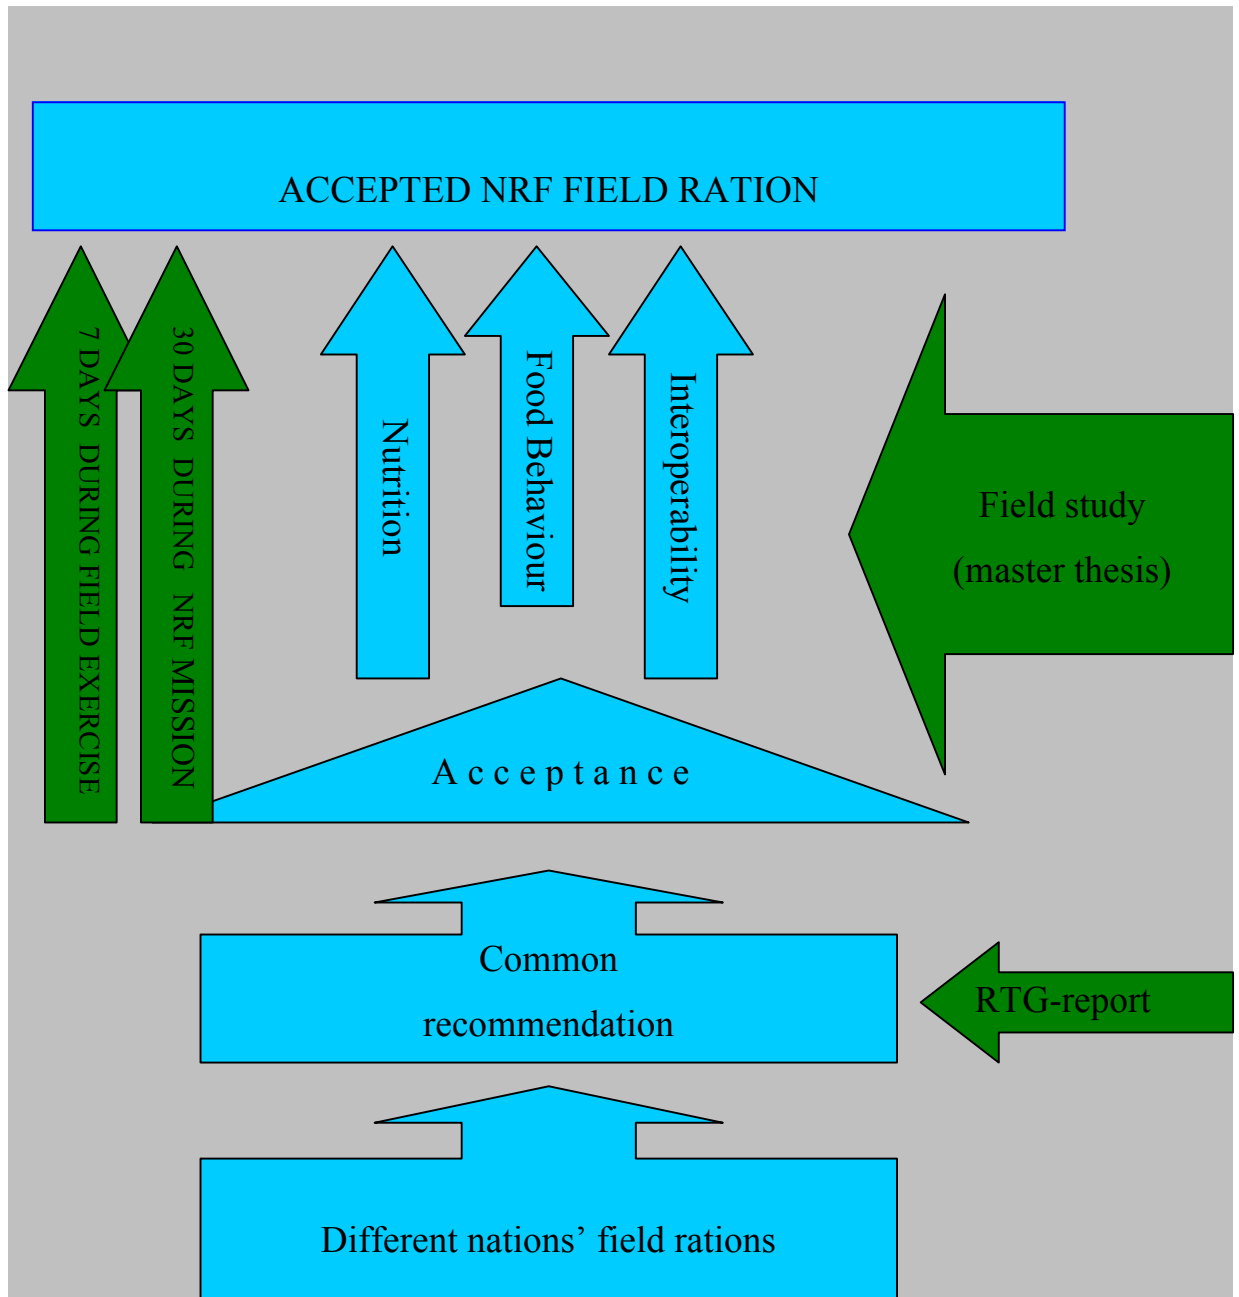 ACCEPTED NRF FIELD RATION
7 DAYS DURING FIELD EXERCISE
30 DAYS DURING NRF MISSION
Nutrition
Food Behaviour
Interoperability
Field study
(master thesis)
Acceptance
Common
recommendation
RTG-report
Different nations’ field rations